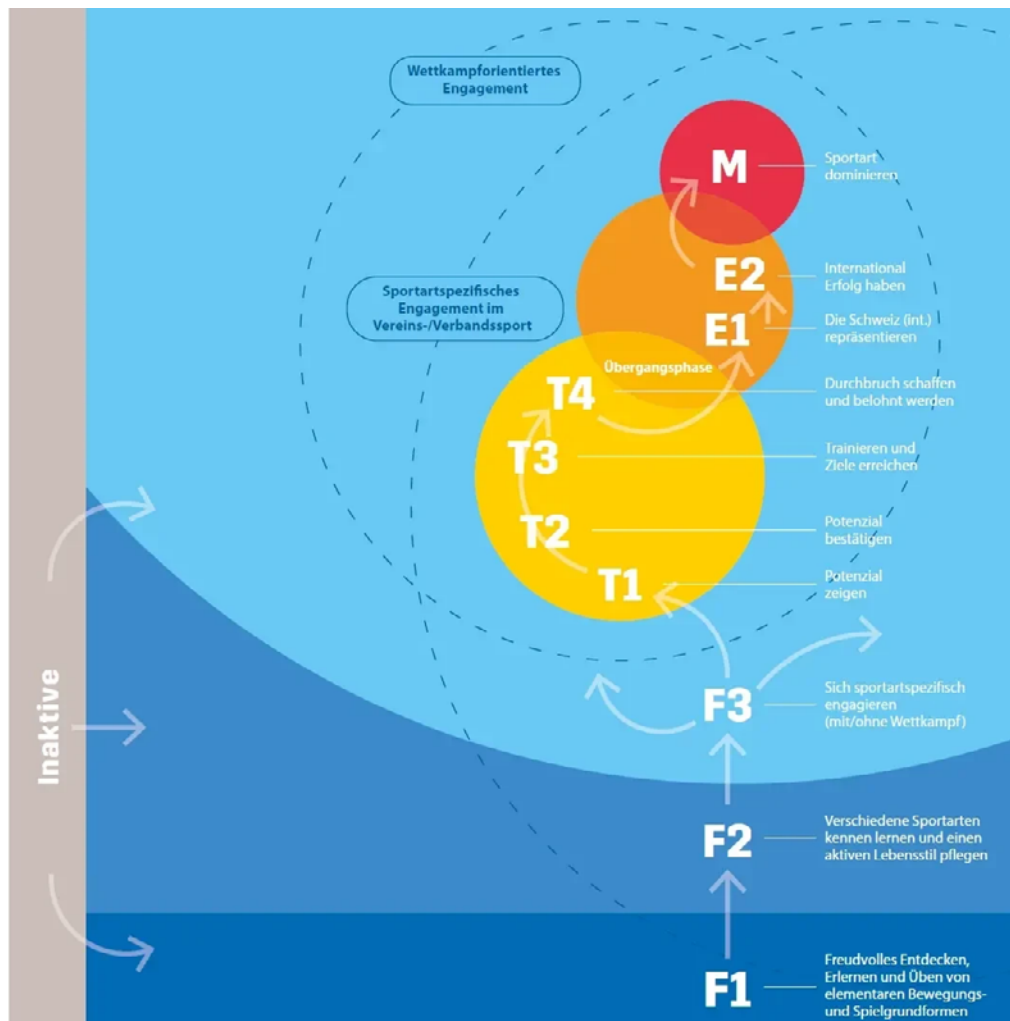 Wettkampforientiertes
Engagement
M
Sportart
dominieren
E2
International
Erfolg haben
Sportartspezifisches
Engagement im
Vereins-/Verbandssport
E1
Die Schweiz (int.)
repräsentieren
Übergangsphase
T4
Durchbruch schaffen
und belohnt werden
T3
Trainieren und
Ziele erreichen
T2
Potenzial
bestätigen
T1
Potenzial
zeigen
Inaktive
F3
Sich sportartspezifisch
engagieren
(mit/ohne Wettkampf)
F2
Verschiedene Sportarten
kennen lernen und einen
aktiven Lebensstil pflegen
F1
Freudvolles Entdecken,
Erlernen und Üben von
elementaren Bewegungs-
und Spielgrundformen